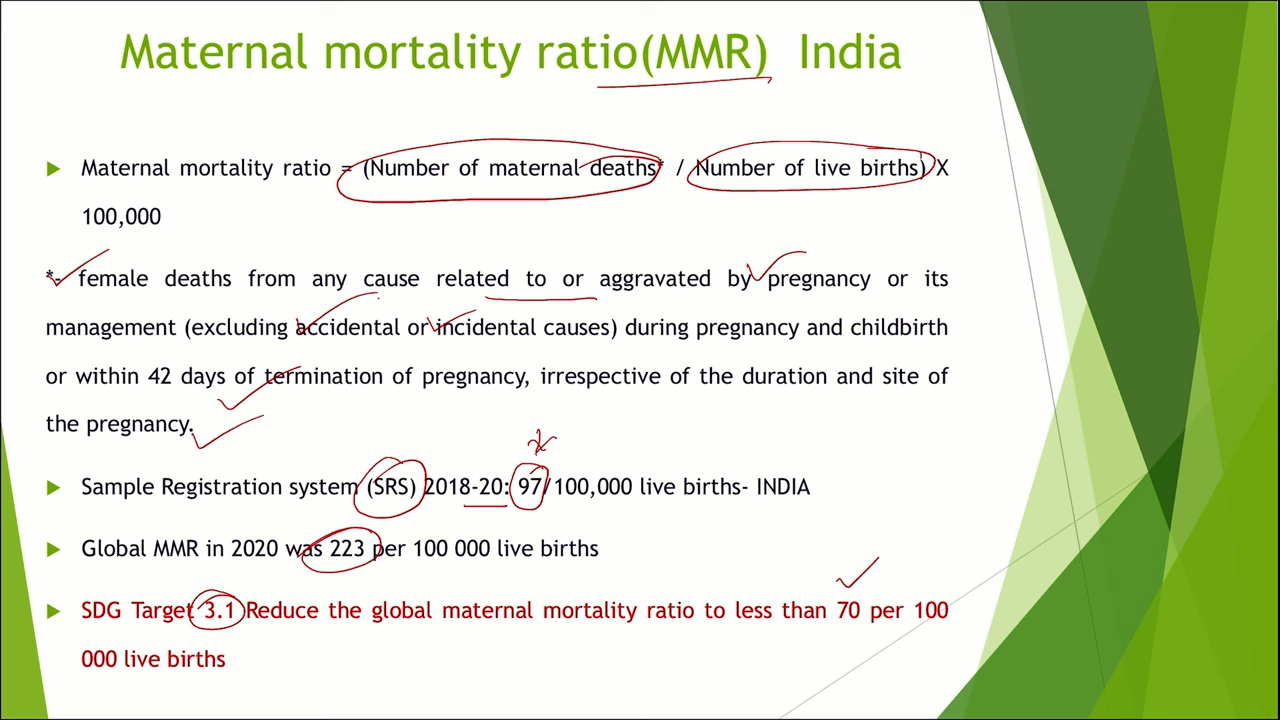 Maternal mortality ratio(MMR) India
Maternal mortality ratio = (Number of maternal deaths* / Number of live births) X
100,000
*- female deaths from any cause related to or aggravated by pregnancy or its
management (excluding accidental or incidental causes) during pregnancy and childbirth
or within 42 days of termination of pregnancy, irrespective of the duration and site of
the pregnancy.
Sample Registration system (SRS) 2018-20: 97/100,000 live births- INDIA
Global MMR in 2020 was 223 per 100 000 live births
SDG Target 3.1 Reduce the global maternal mortality ratio to less than 70 per 100
000 live births